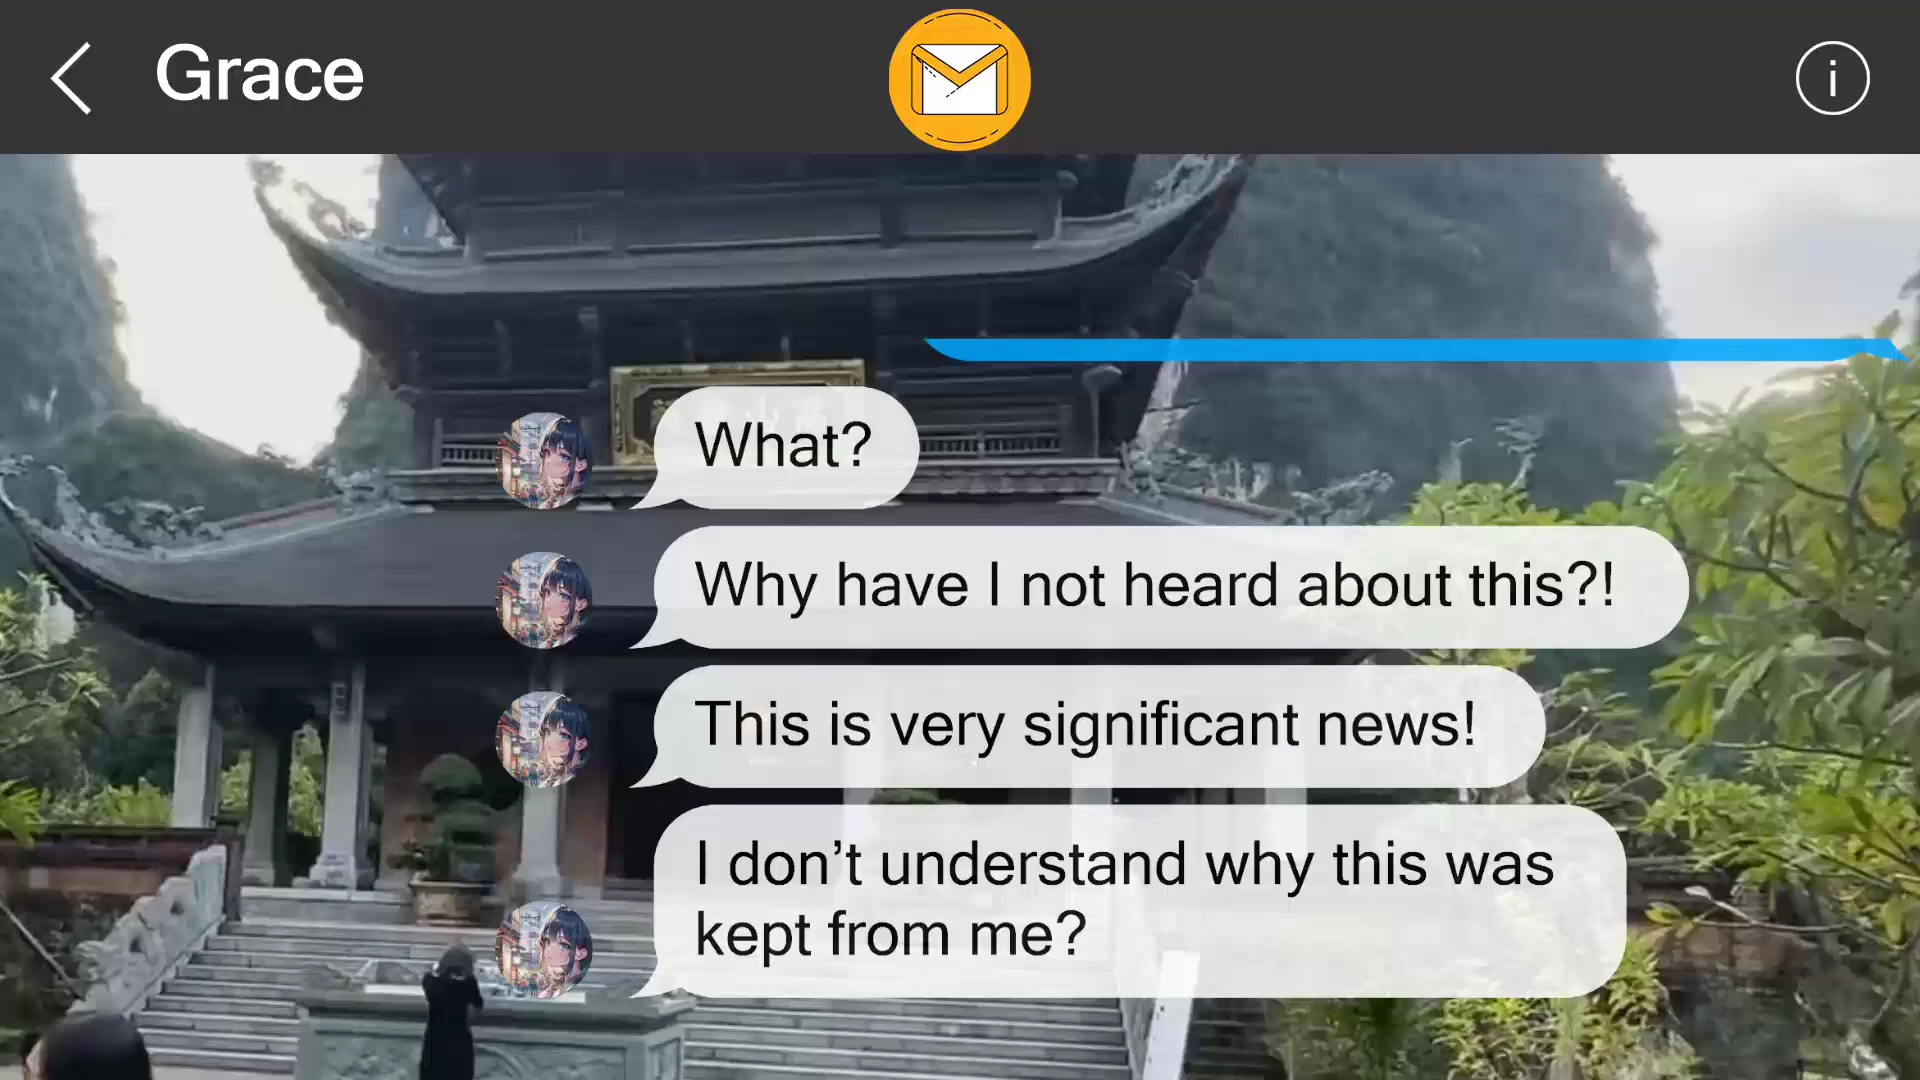 Grace
What?
Why have I not heard about this?!
This is very significant news!
I don’t understand why this was
kept from me?